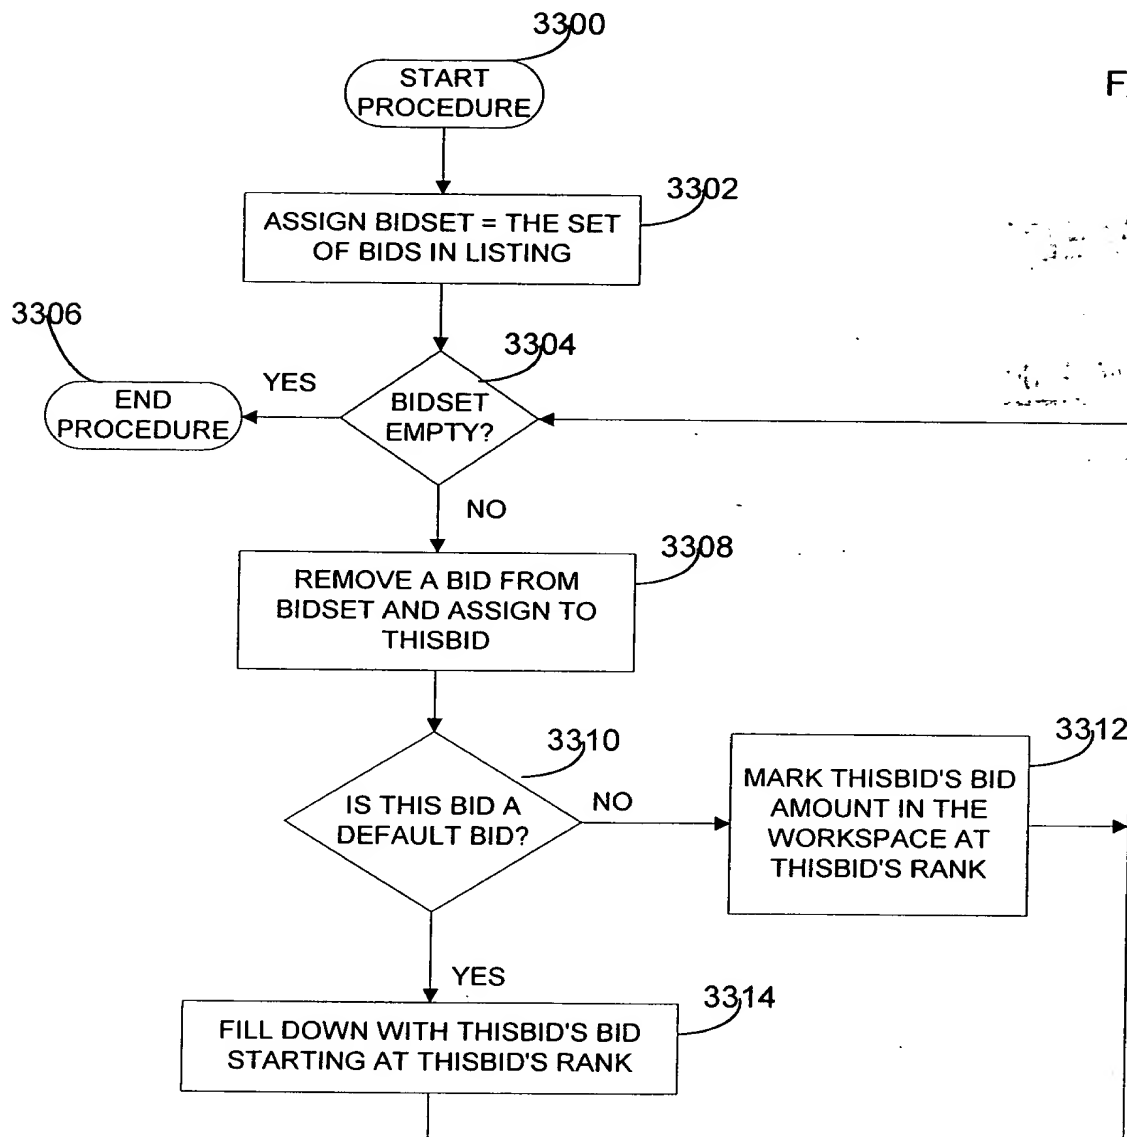 3300
START
PROCEDURE
3302
ASSIGN BIDSET = THE SET
OF BIDS IN LISTING
3306
END
PROCEDURE
YES
3304
BIDSET
EMPTY?
NO
3308
REMOVE A BID FROM
BIDSET AND ASSIGN TO
THISBID
3310
IS THIS BID A
DEFAULT BID?
NO
3312
MARK THISBID'S BID
AMOUNT IN THE
WORKSPACE AT
THISBID'S RANK
YES
3314
FILL DOWN WITH THISBID'S BID
STARTING AT THISBID'S RANK